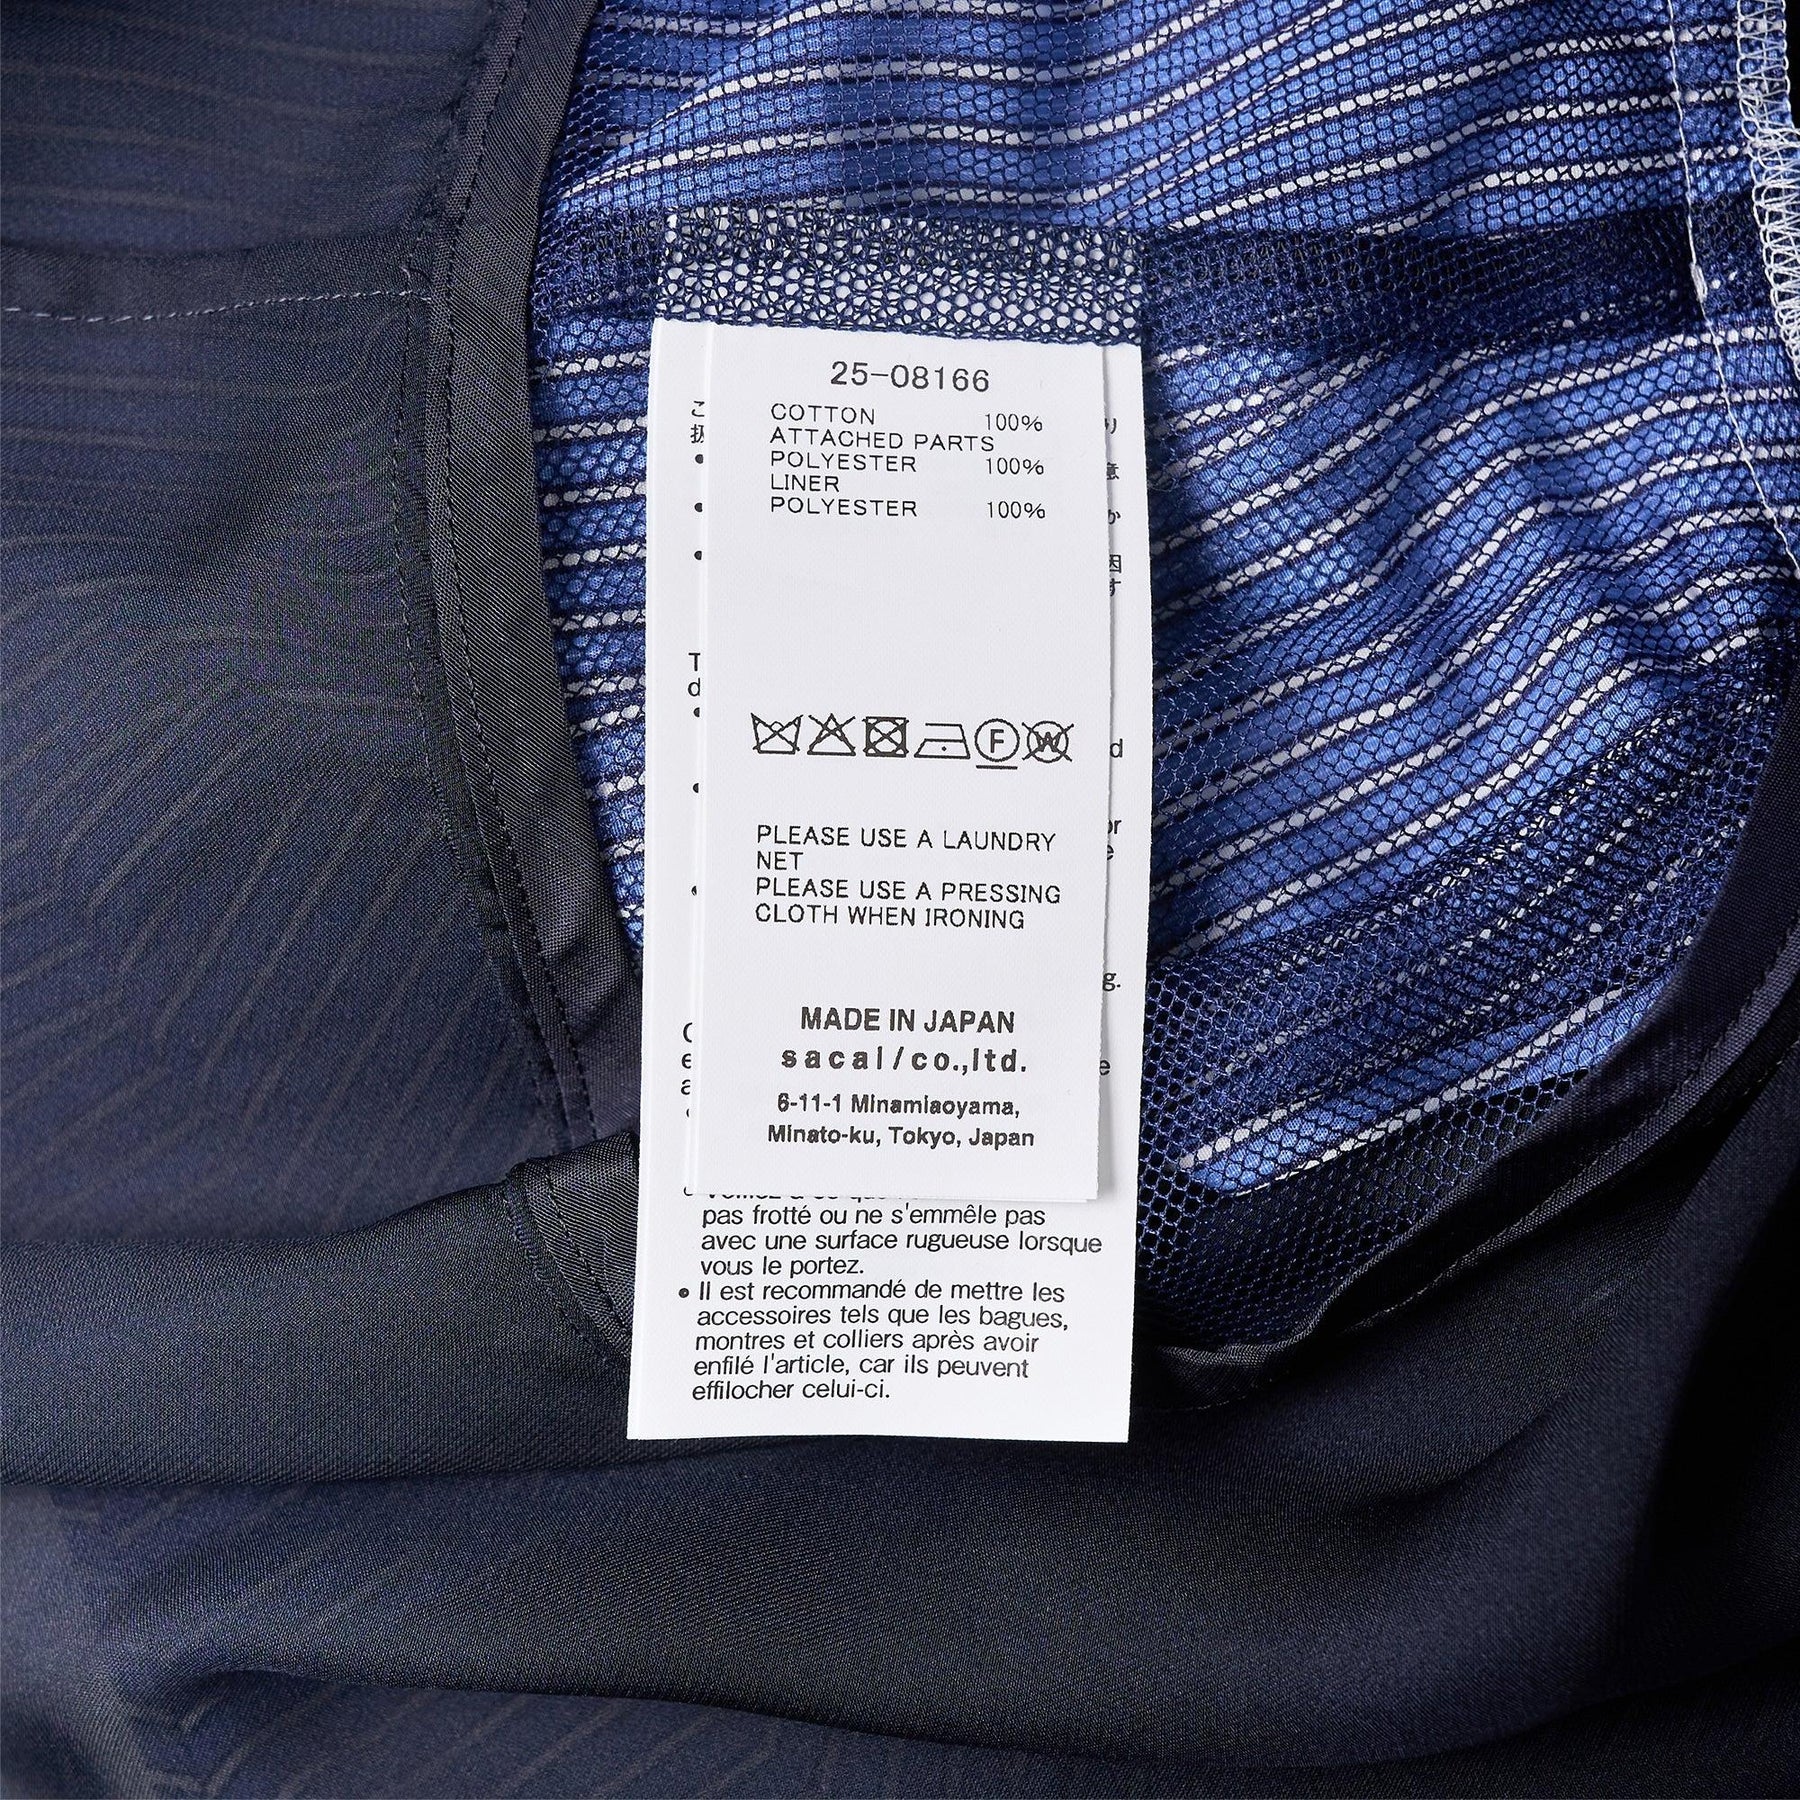 25-08166
COTTON 100%
ATTACHED PARTS
POLYESTER 100%
LINER
POLYESTER 100%
F
W
PLEASE USE A LAUNDRY
NET
PLEASE USE A PRESSING
CLOTH WHEN IRONING
MADE IN JAPAN
sacai/co.,ltd.
6-11-1 Minamiaoyama,
Minato-ku, Tokyo, Japan
pas frotté ou ne s'emmêle pas
avec une surface rugueuse lorsque
vous le portez.
• Il est recommandé de mettre les
accessoires tels que les bagues,
montres et colliers après avoir
enfilé l'article, car ils peuvent
effilocher celui-ci.